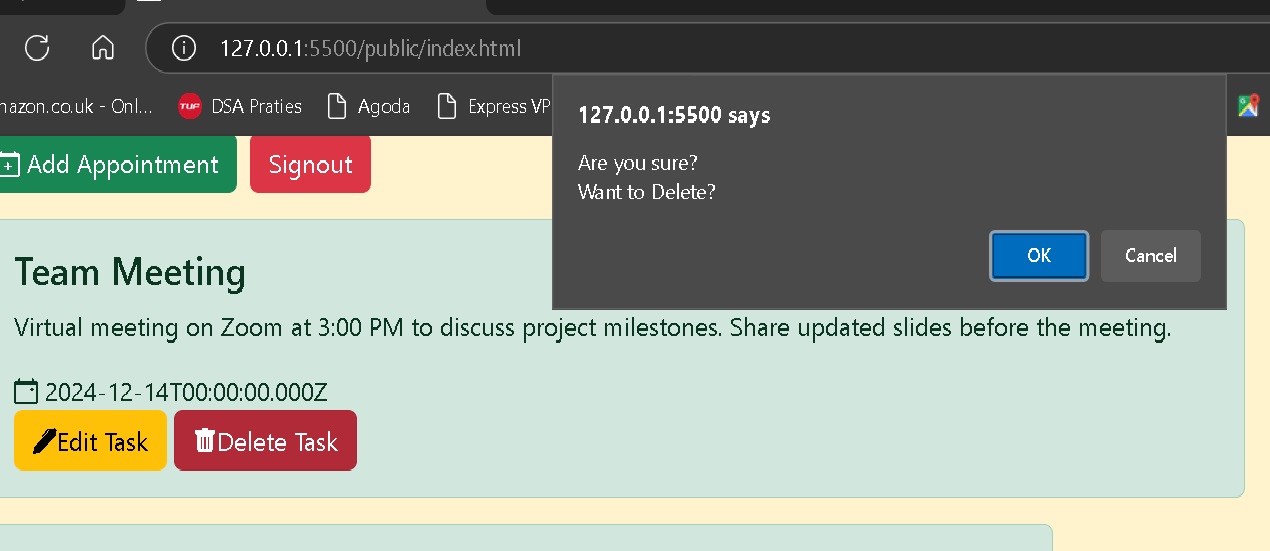 127.0.0.1:5500/public/index.html
mazon.co.uk - Onl...
TUF
DSA Praties
Agoda
Express VP
127.0.0.1:5500 says
Are you sure?
Want to Delete?
OK
Cancel
Add Appointment
Signout
Team Meeting
Virtual meeting on Zoom at 3:00 PM to discuss project milestones. Share updated slides before the meeting.
2024-12-14T00:00:00.000Z
Edit Task
Delete Task